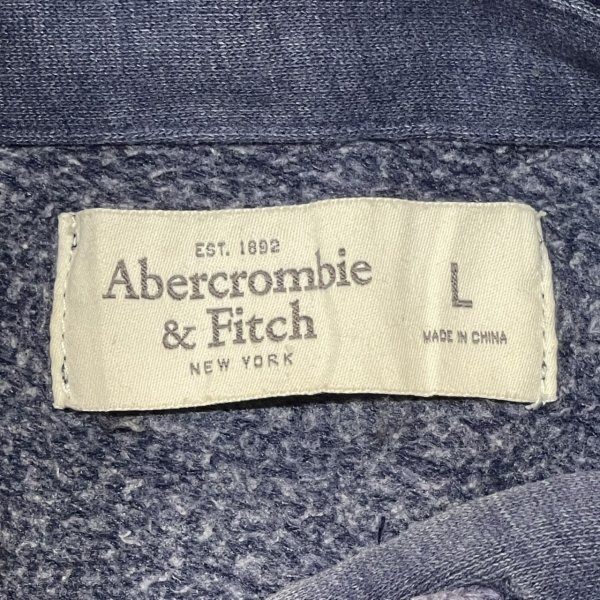 EST. 1892
Abercrombie
& Fitch
NEW YORK
L
MADE IN CHINA